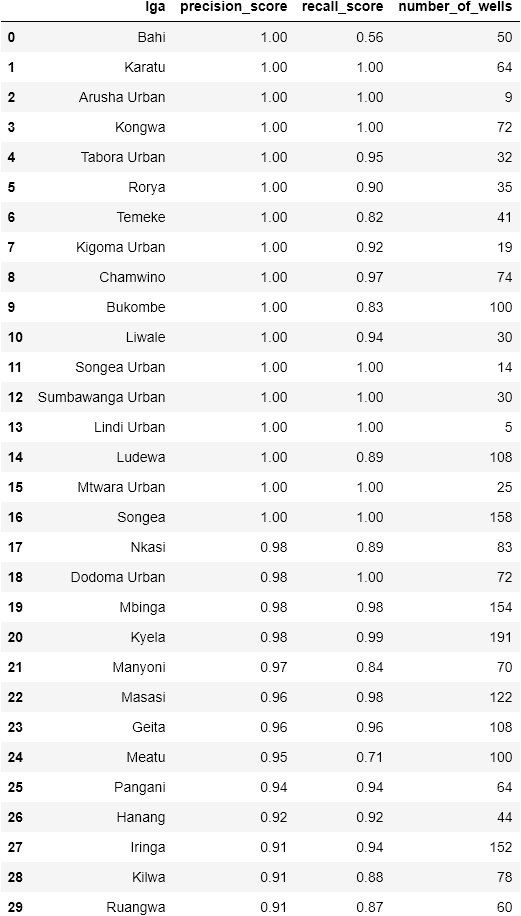 lga precision_score recall_score number_of_wells
0 Bahi 1.00 0.56 50
1 Karatu 1.00 1.00 64
2 Arusha Urban 1.00 1.00 9
3 Kongwa 1.00 1.00 72
4 Tabora Urban 1.00 0.95 32
5 Rorya 1.00 0.90 35
6 Temeke 1.00 0.82 41
7 Kigoma Urban 1.00 0.92 19
8 Chamwino 1.00 0.97 74
9 Bukombe 1.00 0.83 100
10 Liwale 1.00 0.94 30
11 Songea Urban 1.00 1.00 14
12 Sumbawanga Urban 1.00 1.00 30
13 Lindi Urban 1.00 1.00 5
14 Ludewa 1.00 0.89 108
15 Mtwara Urban 1.00 1.00 25
16 Songea 1.00 1.00 158
17 Nkasi 0.98 0.89 83
18 Dodoma Urban 0.98 1.00 72
19 Mbinga 0.98 0.98 154
20 Kyela 0.98 0.99 191
21 Manyoni 0.97 0.84 70
22 Masasi 0.96 0.98 122
23 Geita 0.96 0.96 108
24 Meatu 0.95 0.71 100
25 Pangani 0.94 0.94 64
26 Hanang 0.92 0.92 44
27 Iringa 0.91 0.94 152
28 Kilwa 0.91 0.88 78
29 Ruangwa 0.91 0.87 60